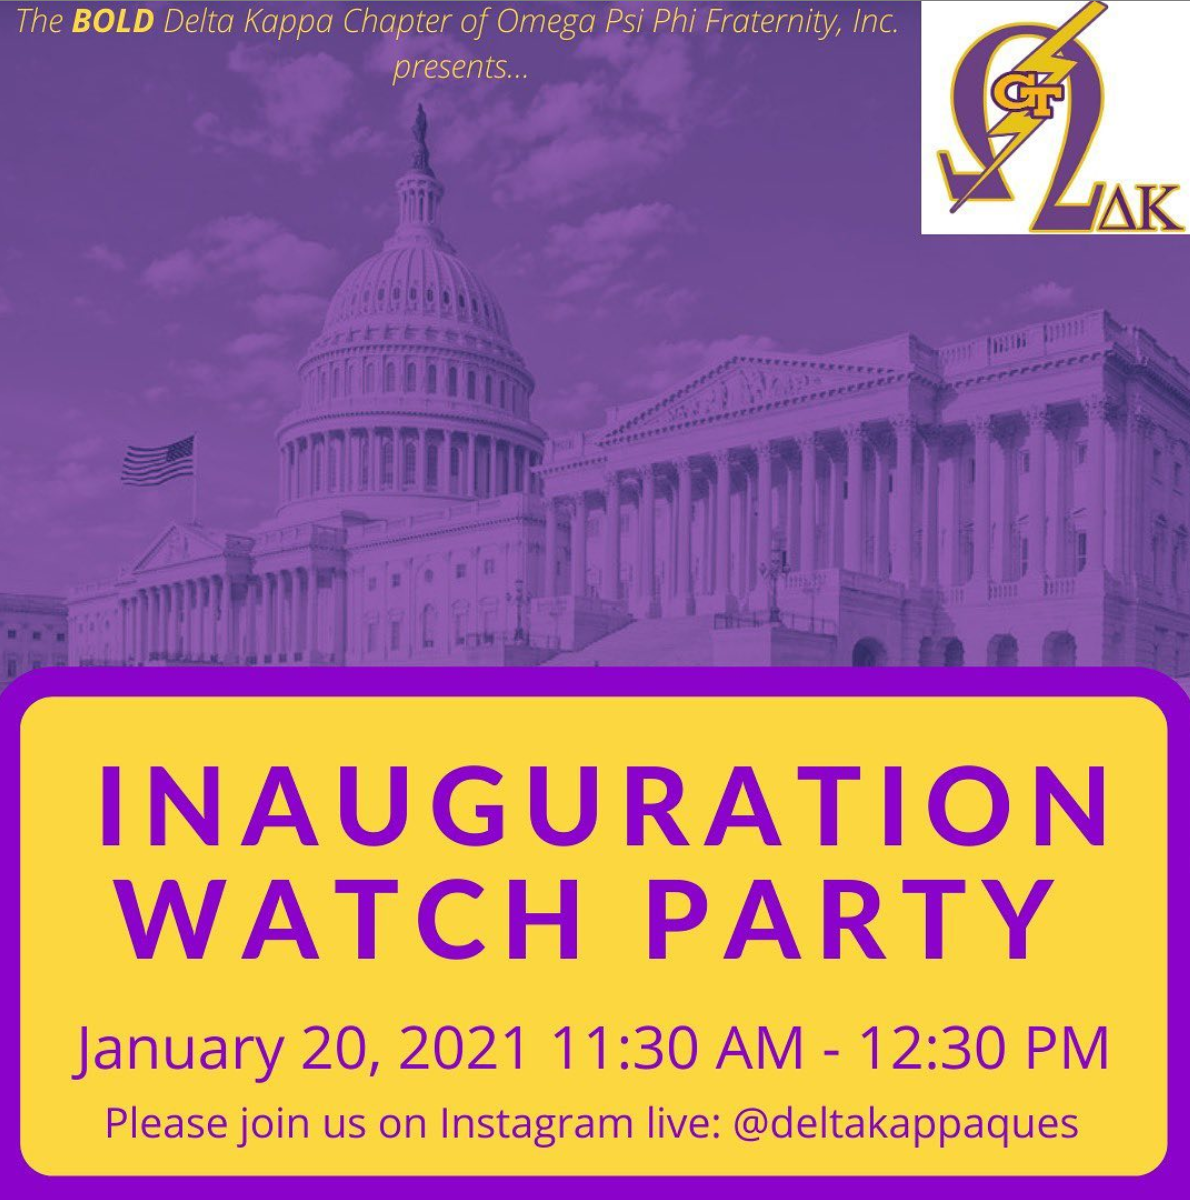 The BOLD Delta Kappa Chapter of Omega Psi Phi Fraternity, Inc.
presents...
Ω
GT
ΔΚ
INAUGURATION
WATCH PARTY
January 20, 2021 11:30 AM - 12:30 PM
Please join us on Instagram live: @deltakappaques